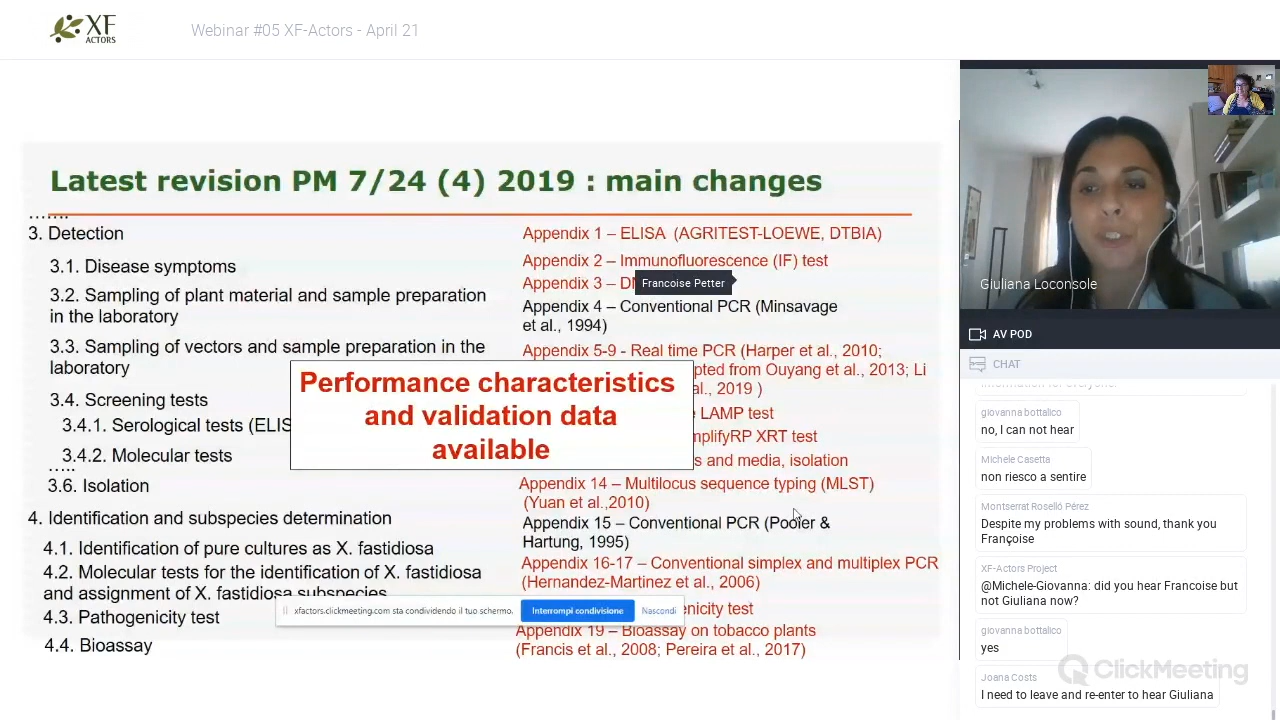 XF
ACTORS
Webinar #05 XF-Actors - April 21
Latest revision PM 7/24 (4) 2019 : main changes
…….
3. Detection
3.1. Disease symptoms
3.2. Sampling of plant material and sample preparation
in the laboratory
3.3. Sampling of vectors and sample preparation in the
laboratory
3.4. Screening tests
3.4.1. Serological tests (ELIS
3.4.2. Molecular tests
…..
3.6. Isolation
4. Identification and subspecies determination
4.1. Identification of pure cultures as X. fastidiosa
4.2. Molecular tests for the identification of X. fastidiosa
and assignment of X. fastidiosa subspecies
4.3. Pathogenicity test
4.4. Bioassay
Appendix 1 – ELISA (AGRITEST-LOEWE, DTBIA)
Appendix 2 – Immunofluorescence (IF) test
Appendix 3 –
Francoise Petter
Appendix 4 – Conventional PCR (Minsavage
et al., 1994)
Appendix 5-9 - Real time PCR (Harper et al., 2010;
pted from Ouyang et al., 2013; Li
al., 2019 )
LAMP test
mplifyRP XRT test
s and media, isolation
Appendix 14 – Multilocus sequence typing (MLST)
(Yuan et al.,2010)
Appendix 15 – Conventional PCR (Pooler &
Hartung, 1995)
Appendix 16-17 – Conventional simplex and multiplex PCR
(Hernandez-Martinez et al., 2006)
enicity test
Appendix 19 – Bioassay on tobacco plants
(Francis et al., 2008; Pereira et al., 2017)
Performance characteristics
and validation data
available
xfactors.clickmeeting.com sta condividendo il tuo schermo.
Interrompi condivisione
Nascondi
Giuliana Loconsole
AV POD
CHAT
information for everyone.
giovanna bottalico
no, I can not hear
Michele Casetta
non riesco a sentire
Montserrat Roselló Pérez
Despite my problems with sound, thank you
Françoise
XF-Actors Project
@Michele-Giovanna: did you hear Francoise but
not Giuliana now?
giovanna bottalico
yes
Joana Costs
I need to leave and re-enter to hear Giuliana
ClickMeeting